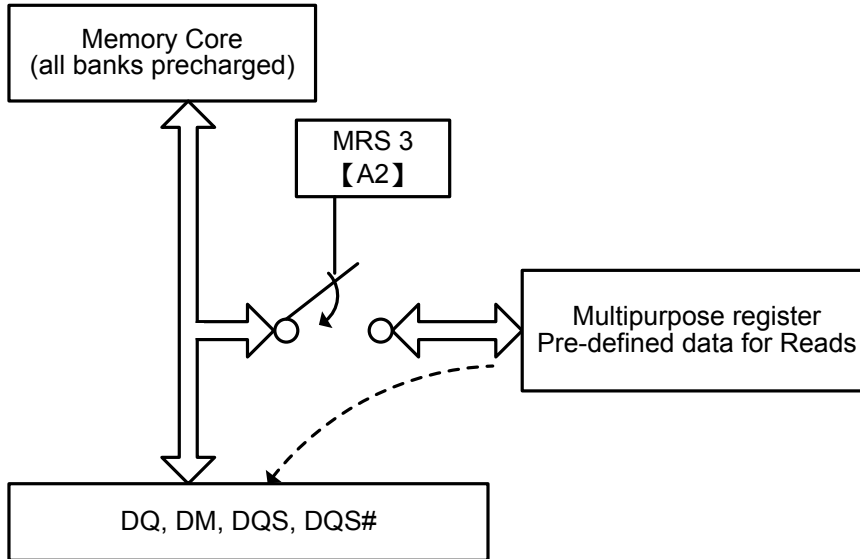 Memory Core
(all banks precharged)
MRS 3
【A2】
Multipurpose register
Pre-defined data for Reads
DQ, DM, DQS, DQS#